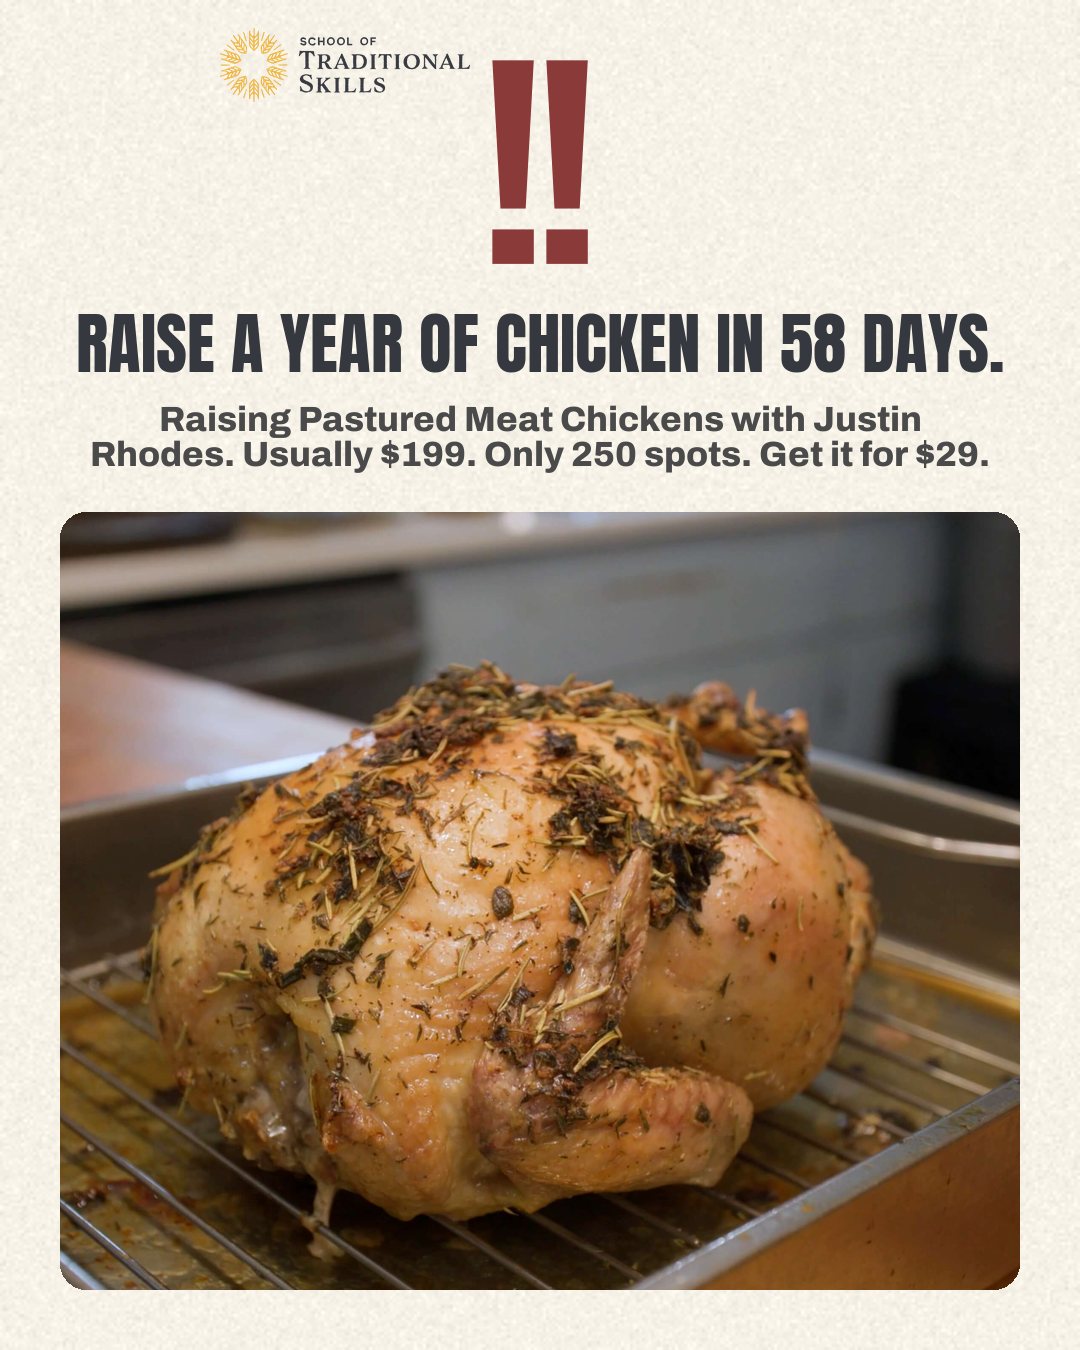 SCHOOL OF
TRADITIONAL
SKILLS
!!
RAISE A YEAR OF CHICKEN IN 58 DAYS.
Raising Pastured Meat Chickens with Justin
Rhodes. Usually $199. Only 250 spots. Get it for $29.